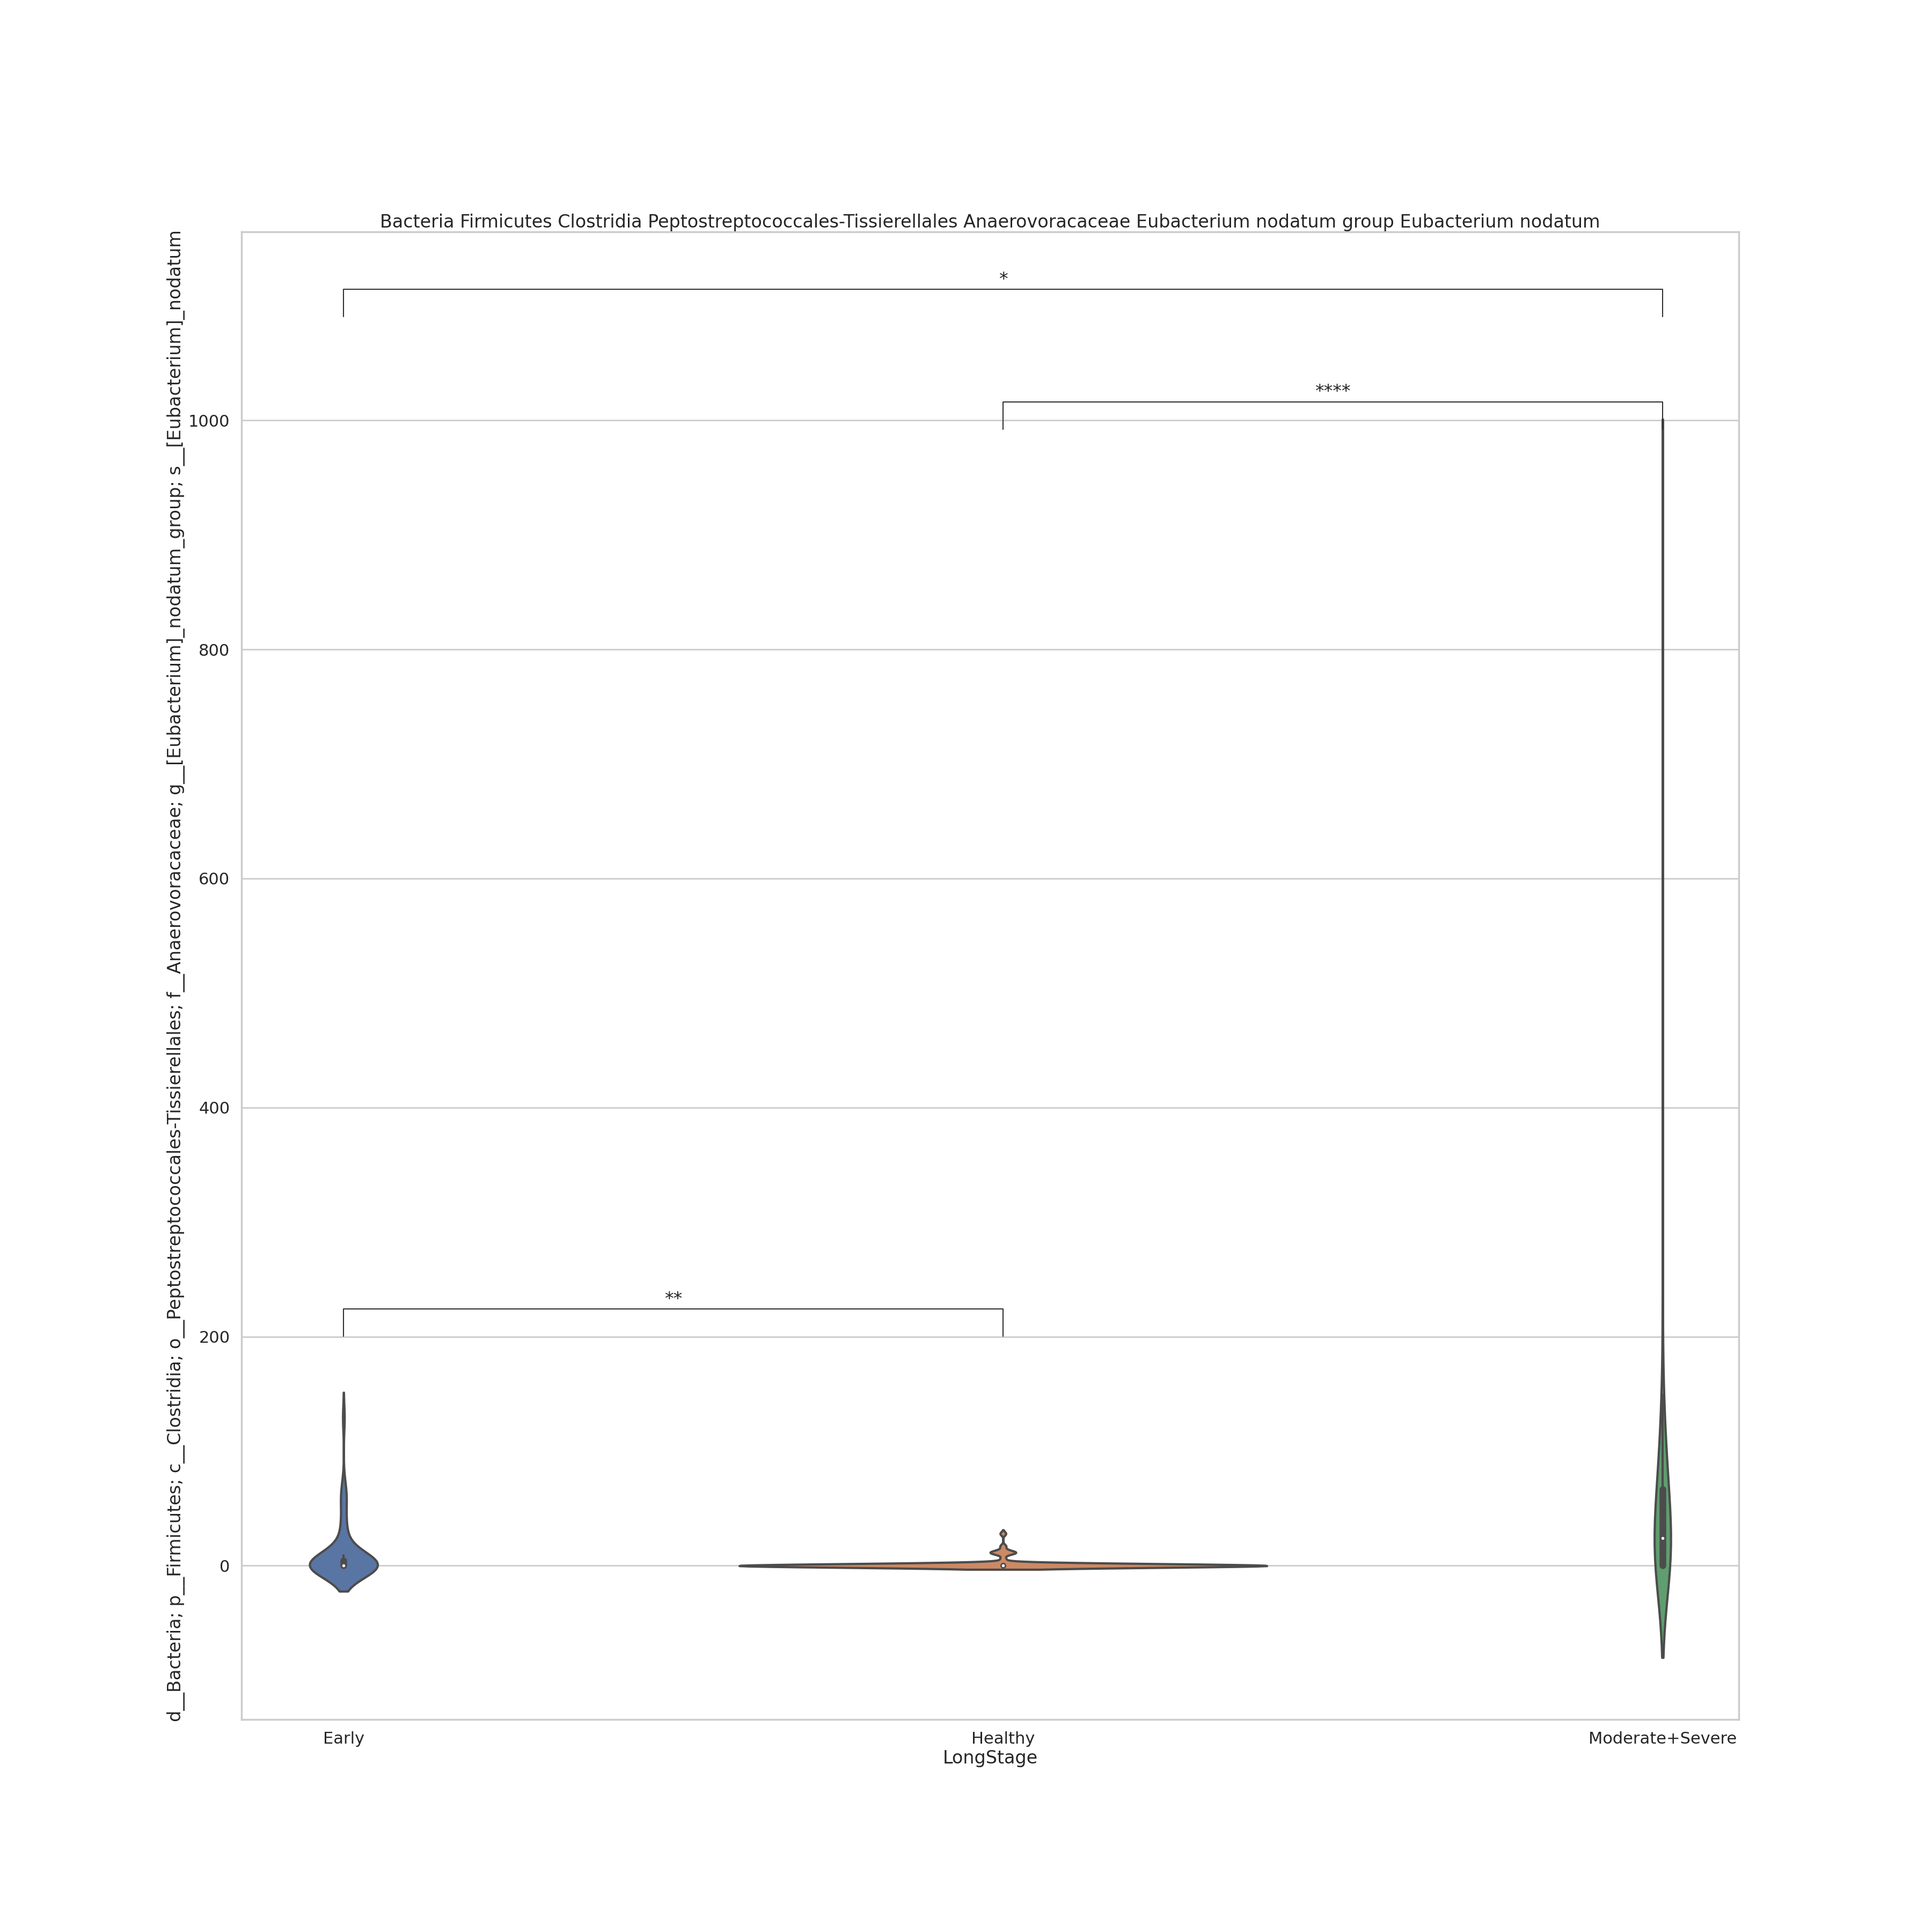 Bacteria Firmicutes Clostridia Peptostreptococcales-Tissierellales Anaerovoracaceae Eubacterium nodatum group Eubacterium nodatum
d__Bacteria; p__Firmicutes; c__Clostridia; o__Peptostreptococcales-Tissierellales; f__Anaerovoracaceae; g__[Eubacterium]_nodatum_group; s__[Eubacterium]_nodatum
*
****
1000
800
600
400
**
200
0
Early
Healthy
Moderate+Severe
LongStage